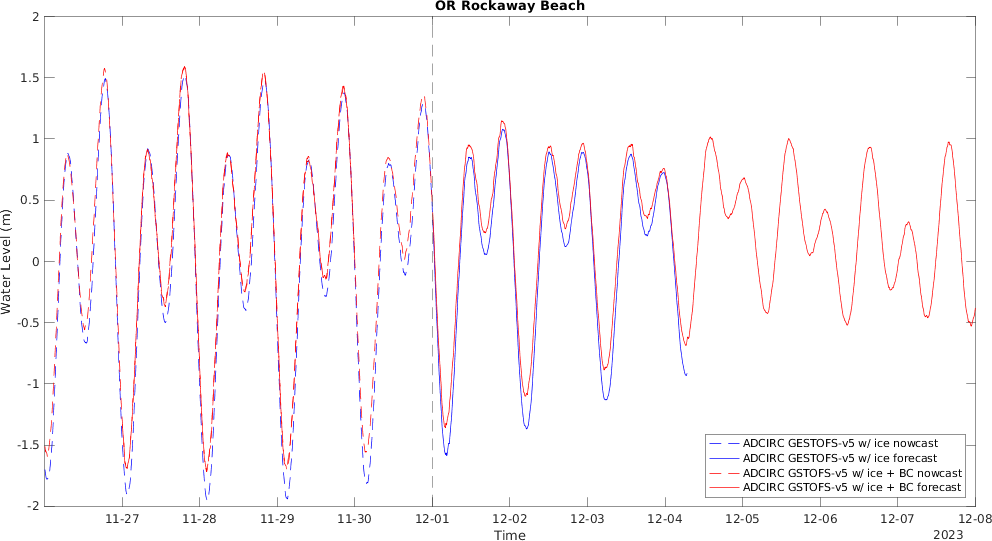 OR Rockaway Beach
2
1.5
1
0.5
0
-0.5
-1
-1.5
-2
Water Level (m)
ADCIRC GESTOFS-v5 w/ ice nowcast
ADCIRC GESTOFS-v5 w/ ice forecast
ADCIRC GSTOFS-v5 w/ ice + BC nowcast
ADCIRC GSTOFS-v5 w/ ice + BC forecast
11-27 11-28 11-29 11-30 12-01 12-02 12-03 12-04 12-05 12-06 12-07 12-08
Time
2023